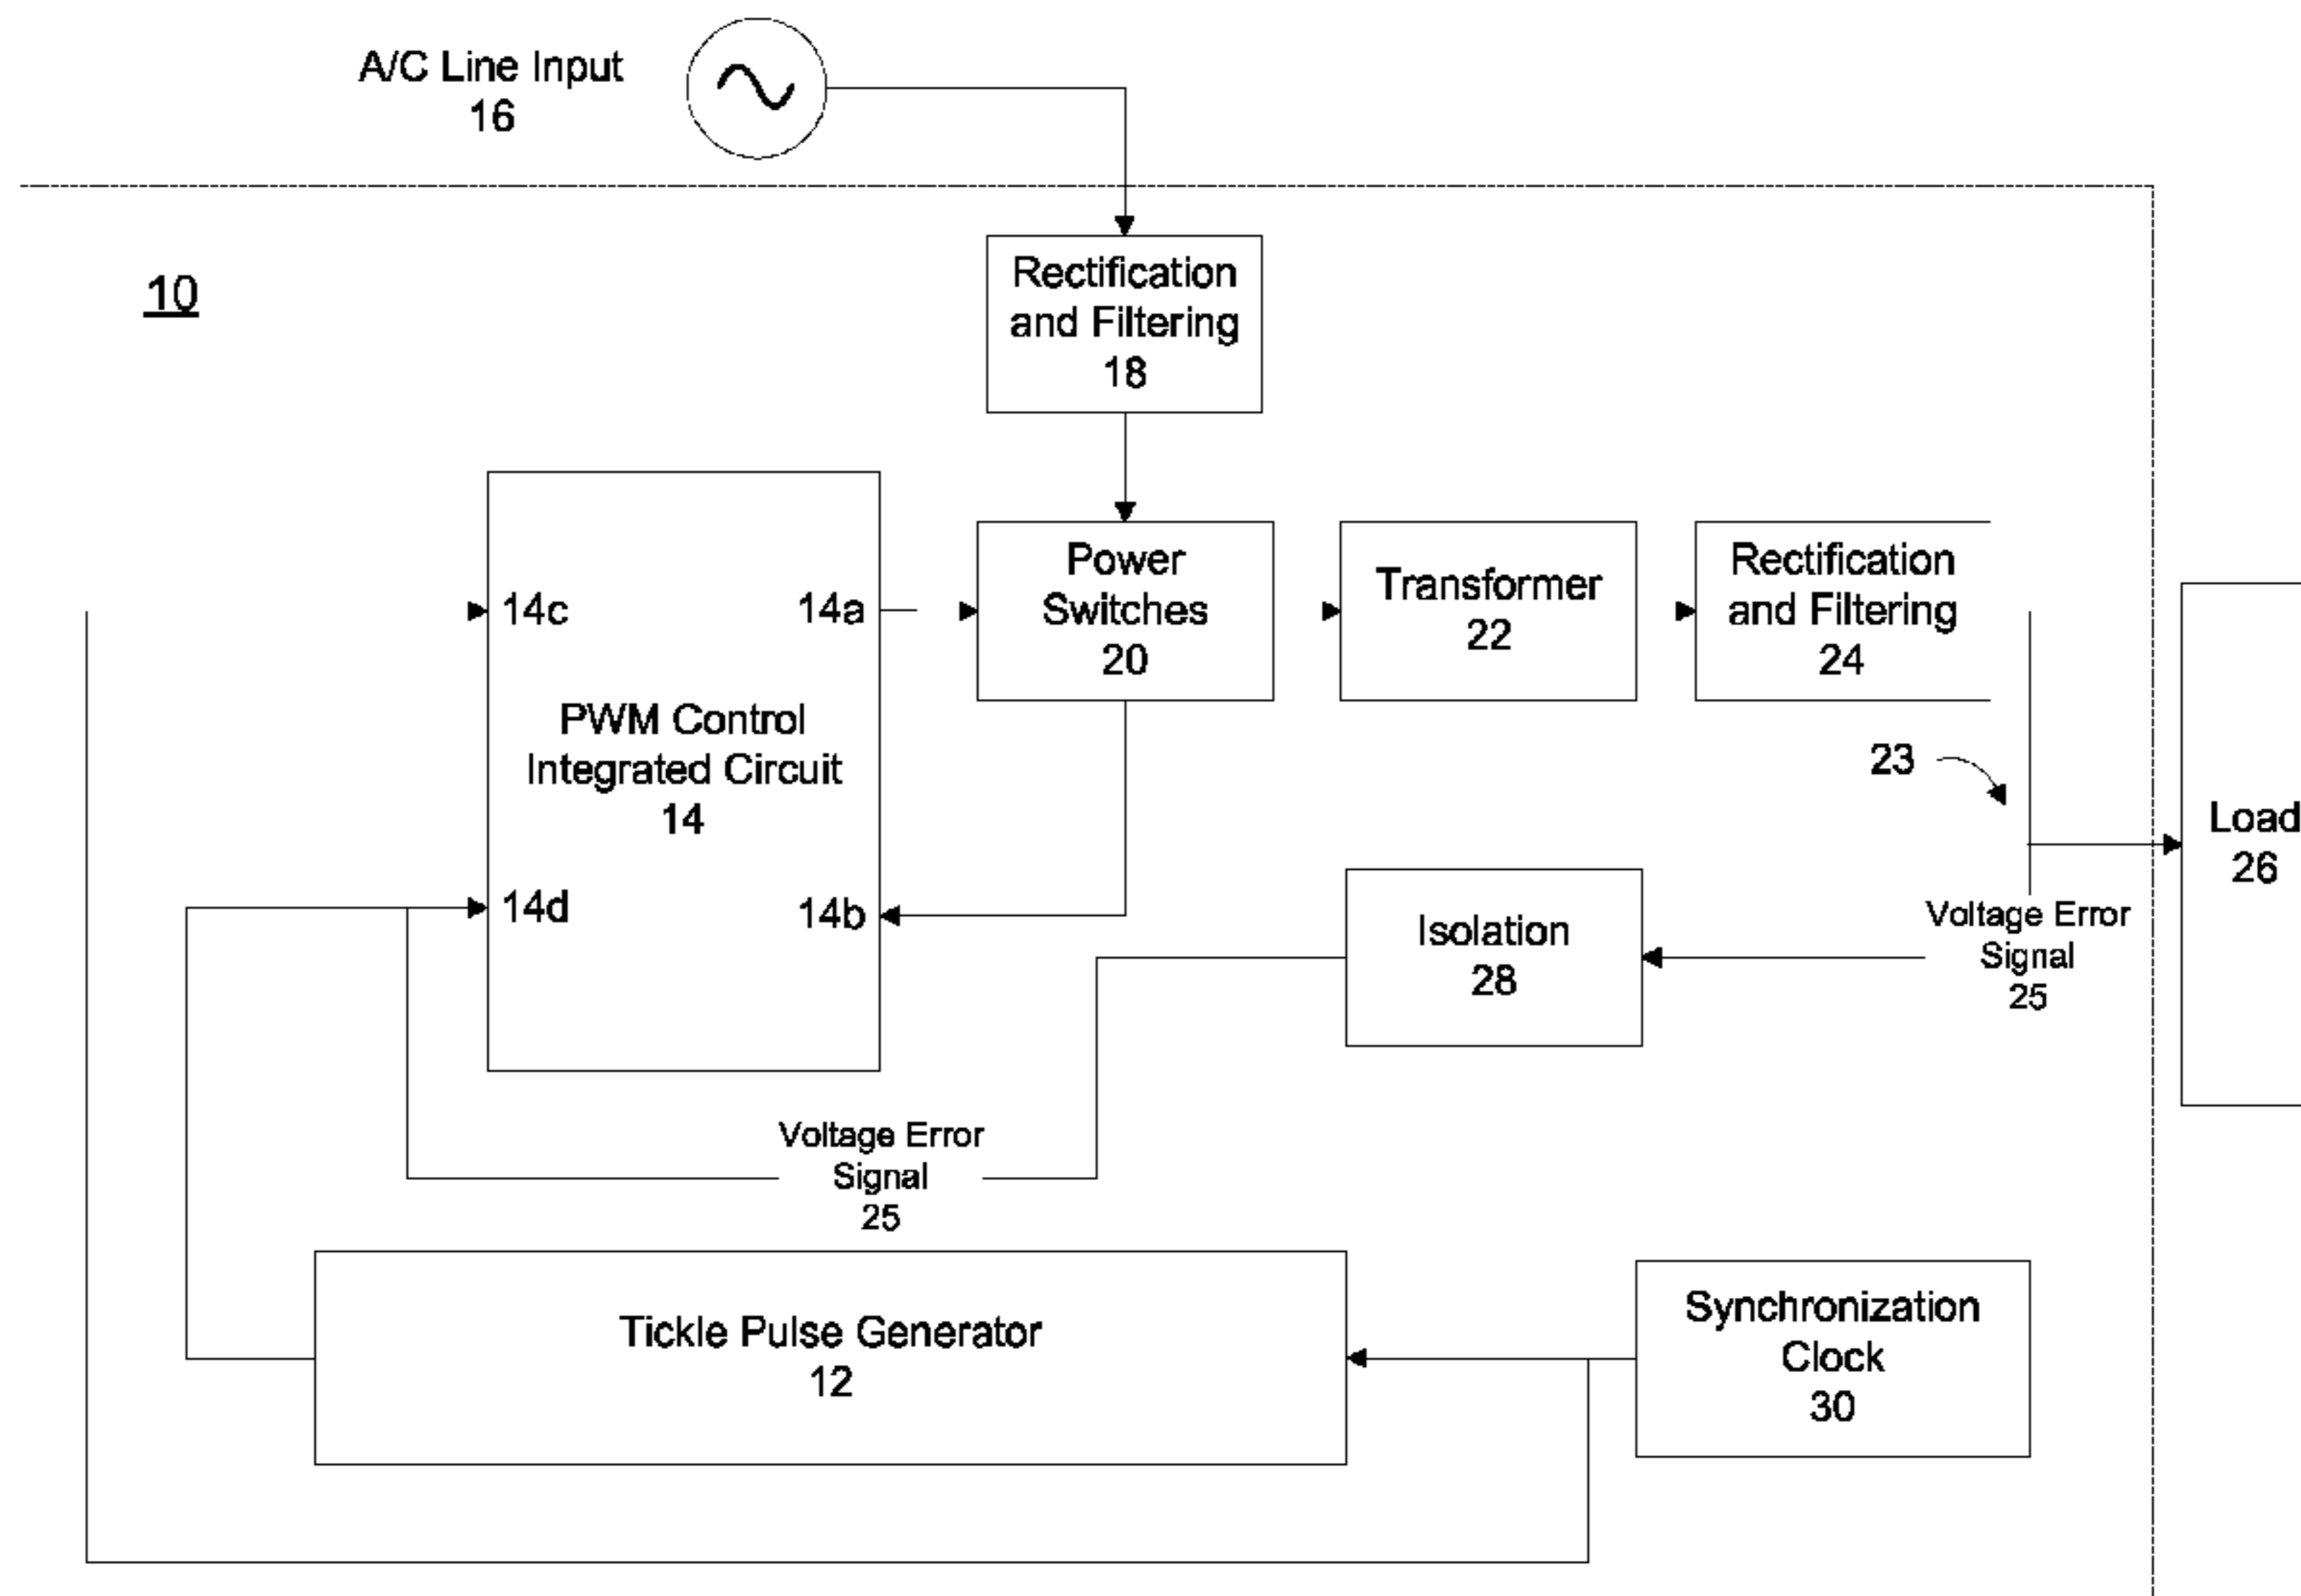 A/C Line Input
16
10
Rectification
and Filtering
18
14c
14a
PWM Control
Integrated Circuit
14
14d
14b
Power
Switches
20
Transformer
22
Rectification
and Filtering
24
23
Load
26
Isolation
28
Voltage Error
Signal
25
Voltage Error
Signal
25
Tickle Pulse Generator
12
Synchronization
Clock
30